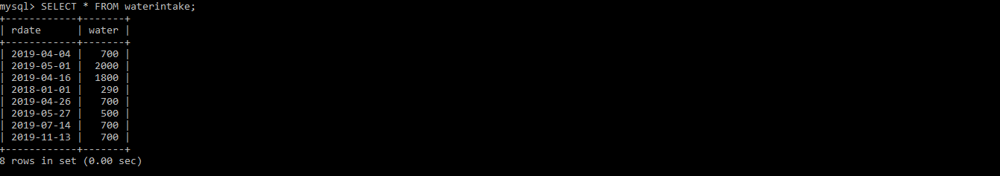 mysql> SELECT * FROM waterintake;
+------------+-------+
| rdate      | water |
+------------+-------+
| 2019-04-04 |   700 |
| 2019-05-01 |  2000 |
| 2019-04-16 |  1800 |
| 2018-01-01 |   290 |
| 2019-04-26 |   700 |
| 2019-05-27 |   500 |
| 2019-07-14 |   700 |
| 2019-11-13 |   700 |
+------------+-------+
8 rows in set (0.00 sec)